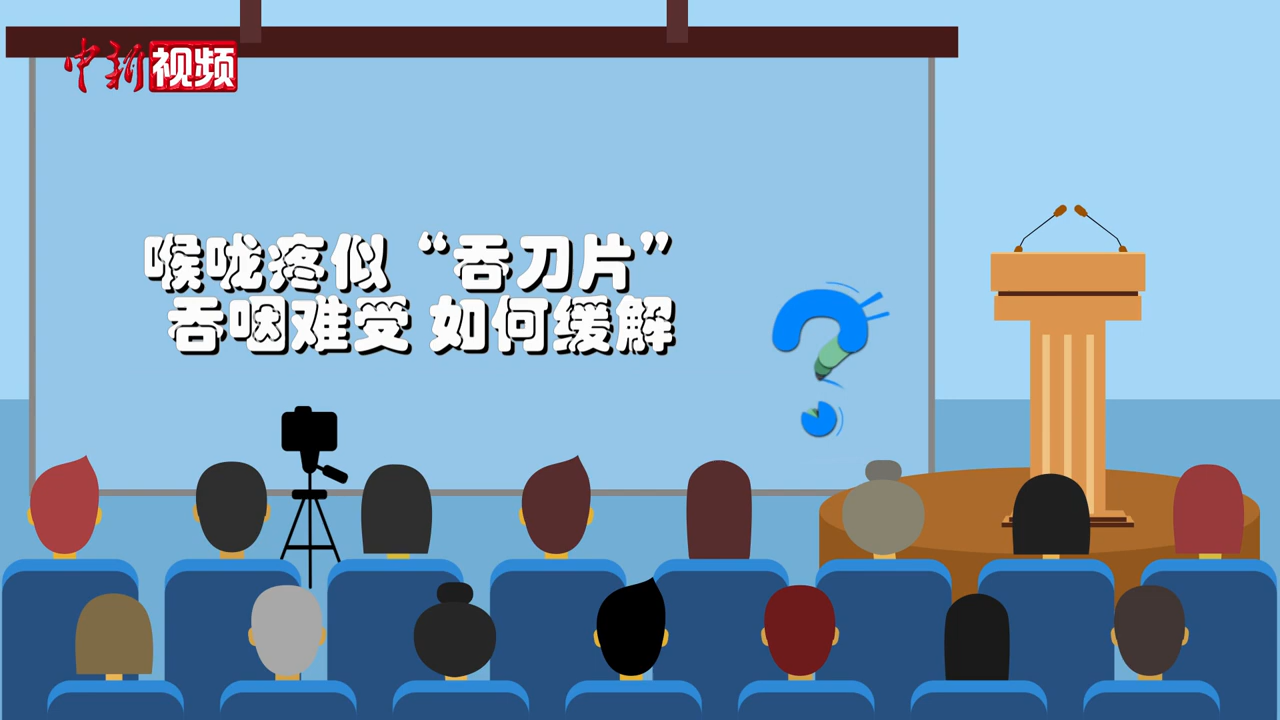 中新视频
喉咙疼似“吞刀片”
吞咽难受 如何缓解